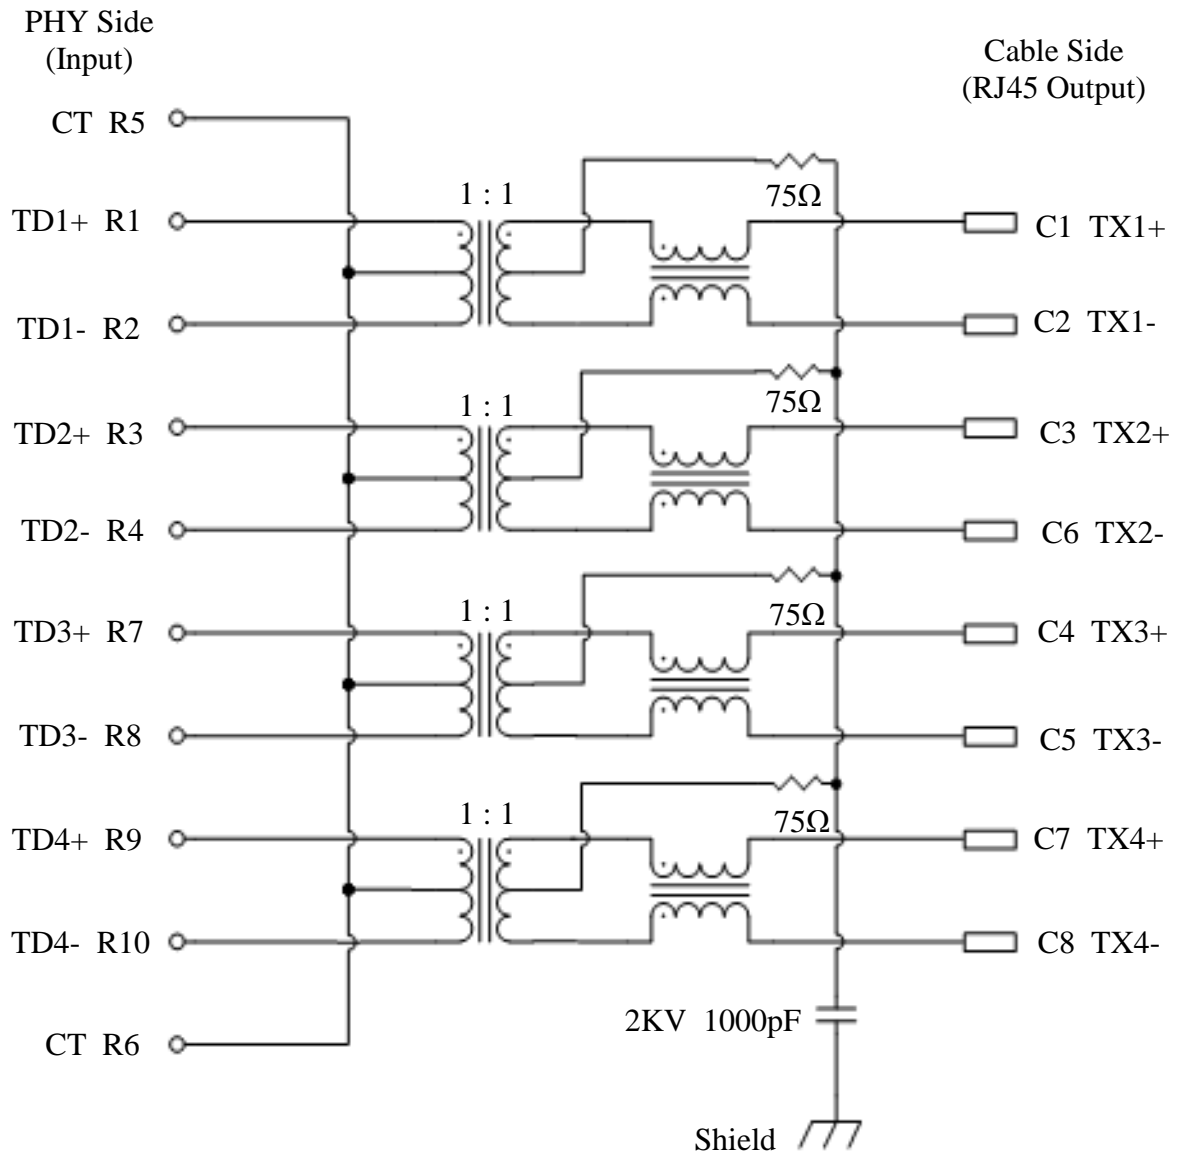 PHY Side
(Input)
Cable Side
(RJ45 Output)
CT R5
1 : 1
75Ω
TD1+ R1
C1 TX1+
TD1- R2
C2 TX1-
1 : 1
75Ω
TD2+ R3
C3 TX2+
TD2- R4
C6 TX2-
1 : 1
75Ω
TD3+ R7
C4 TX3+
TD3- R8
C5 TX3-
1 : 1
75Ω
TD4+ R9
C7 TX4+
TD4- R10
C8 TX4-
2KV 1000pF
CT R6
Shield